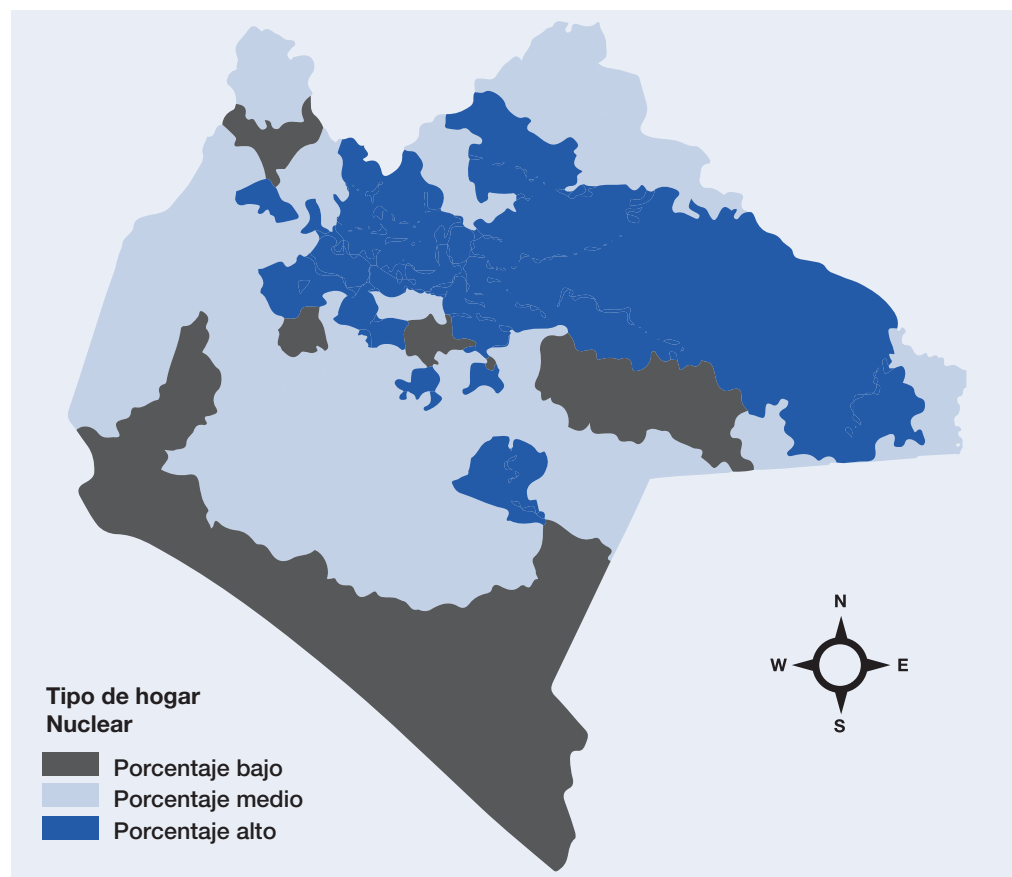 N
W E
S
Tipo de hogar
Nuclear
Porcentaje bajo
Porcentaje medio
Porcentaje alto